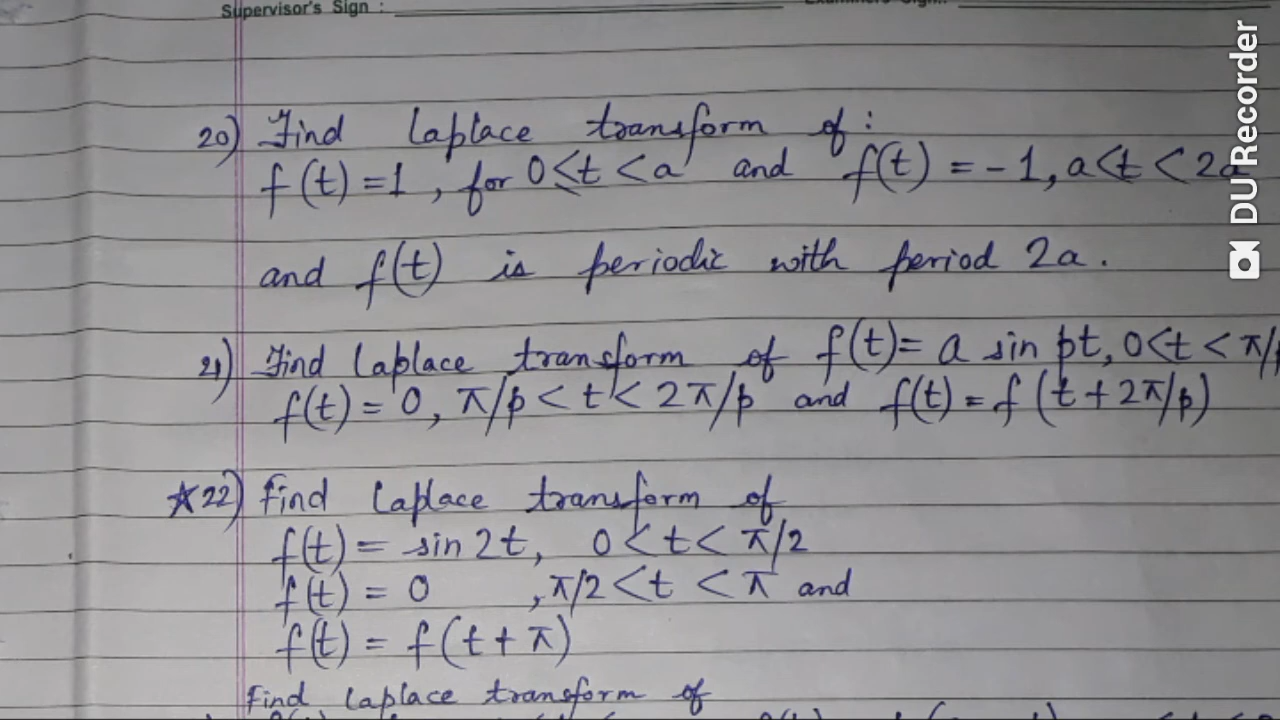 Supervisor's Sign :
20) Find Laplace transform of :
f(t) = 1 , for 0<t<a and f(t) = -1, a<t<2a
and f(t) is periodic with period 2a.
21) Find Laplace transform of f(t) = a sin pt, 0<t<π/p
f(t) = 0, π/p < t < 2π/p and f(t) = f(t+2π/p)
☆22) Find Laplace transform of
f(t) = sin 2t, 0<t<π/2
f(t) = 0 , π/2<t<π and
f(t) = f(t+π)
Find Laplace transform of
DU Recorder